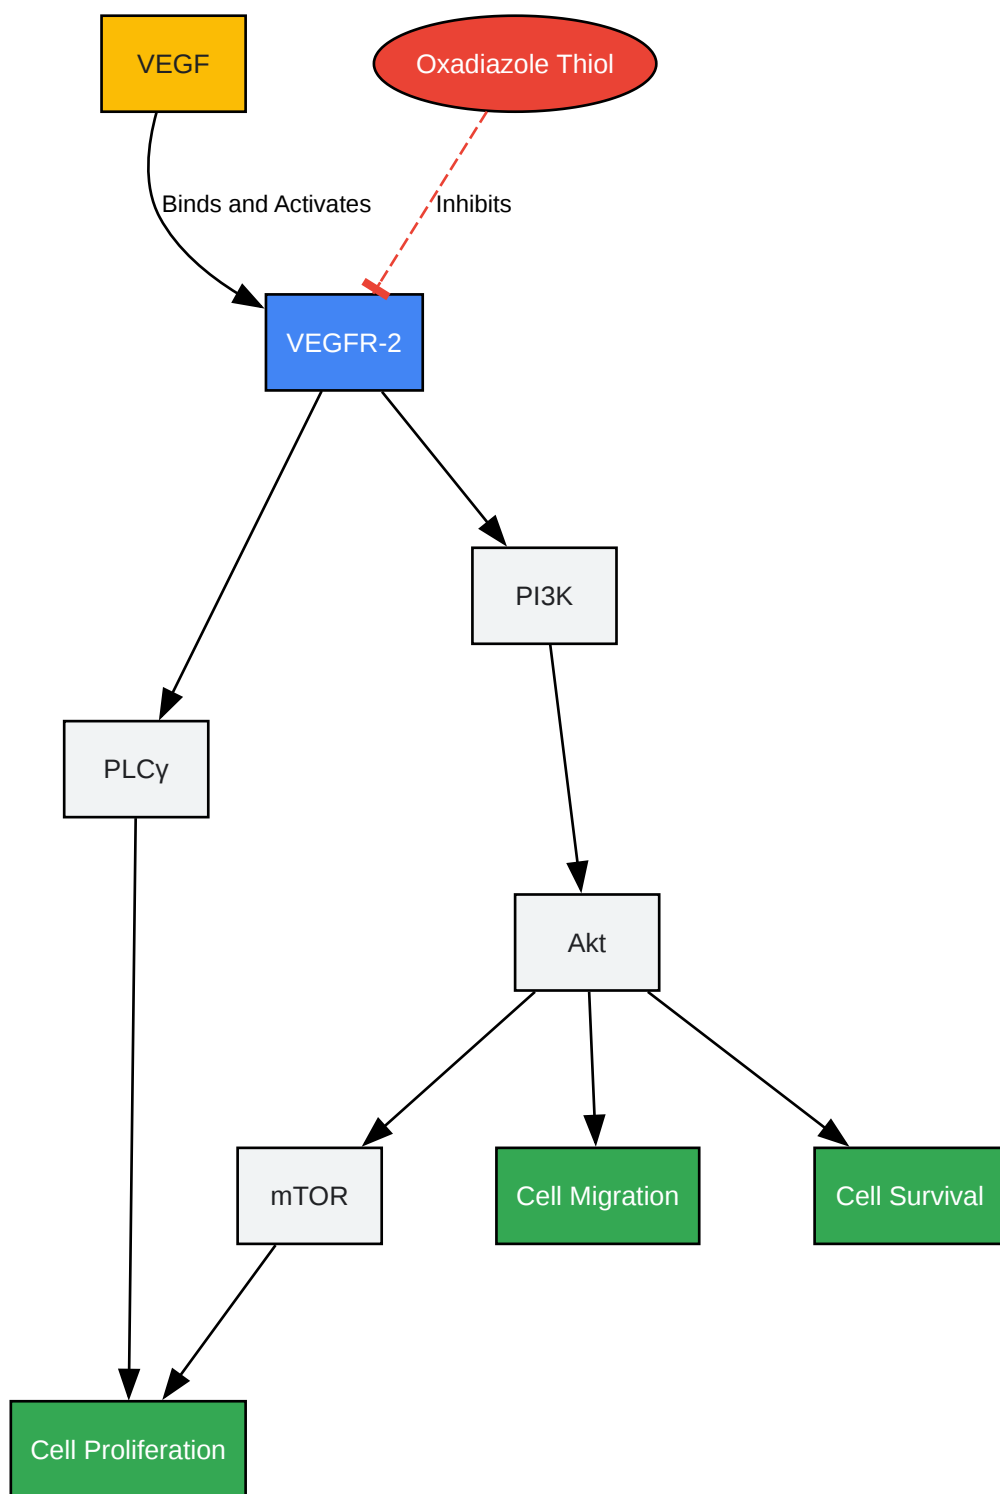 VEGF
Oxadiazole Thiol
Binds and Activates
Inhibits
VEGFR-2
PI3K
PLCγ
Akt
mTOR
Cell Migration
Cell Survival
Cell Proliferation